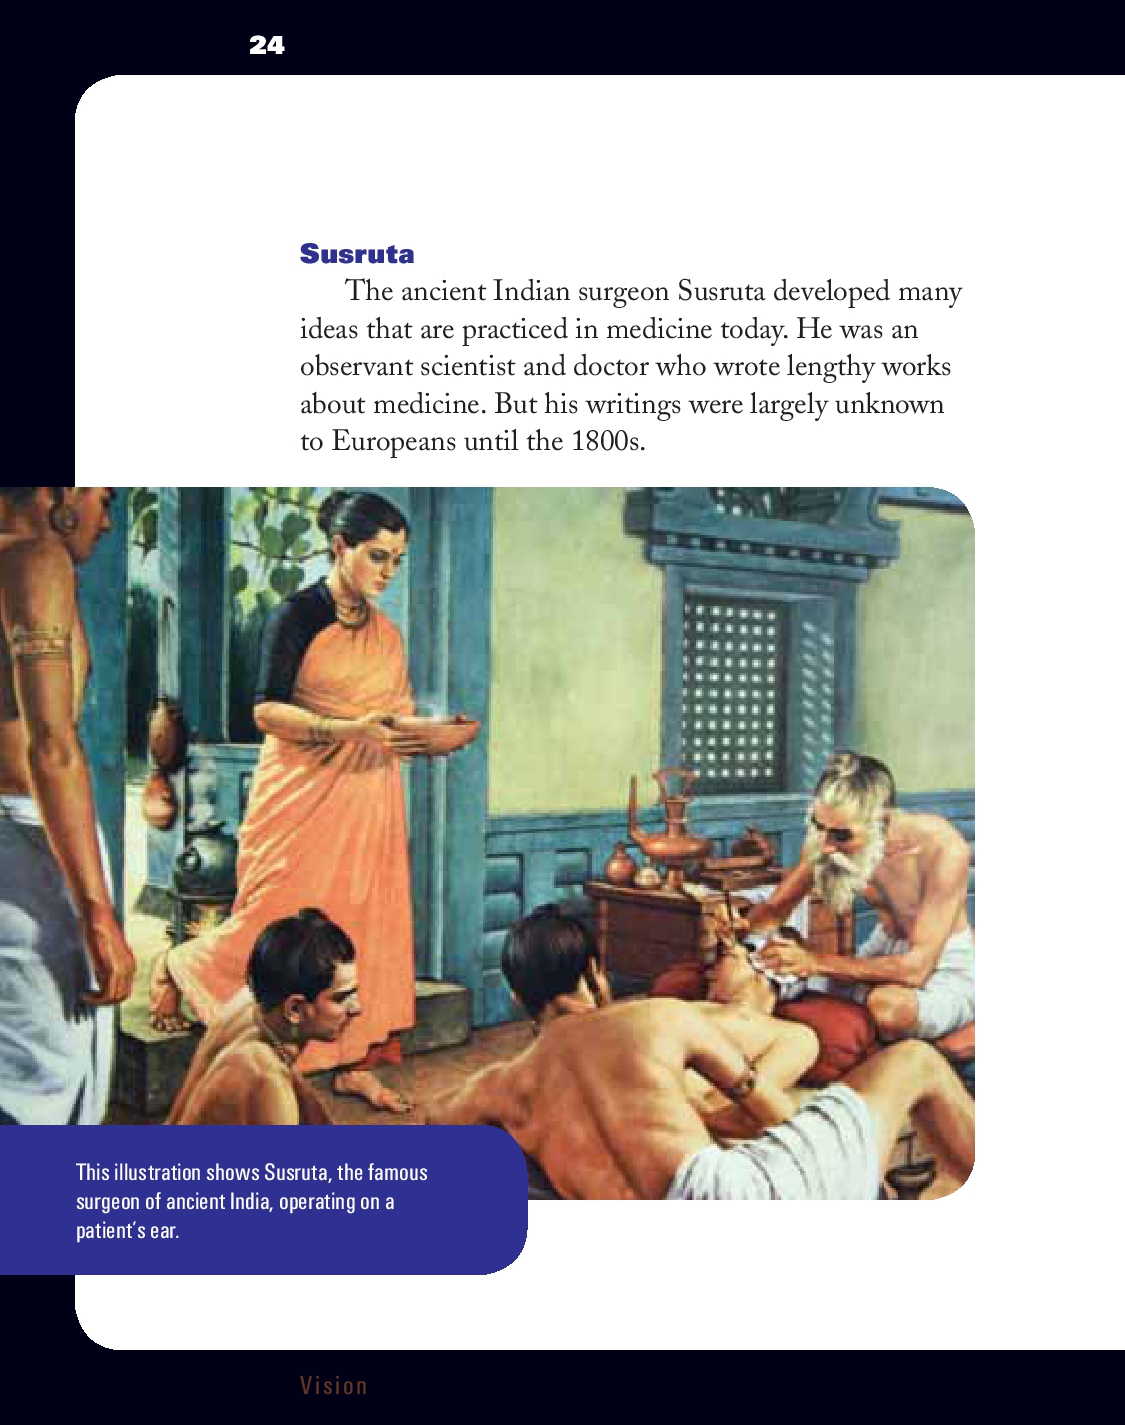 24
Susruta
The ancient Indian surgeon Susruta developed many
ideas that are practiced in medicine today. He was an
observant scientist and doctor who wrote lengthy works
about medicine. But his writings were largely unknown
to Europeans until the 1800s.
This illustration shows Susruta, the famous
surgeon of ancient India, operating on a
patient’s ear.
Vision